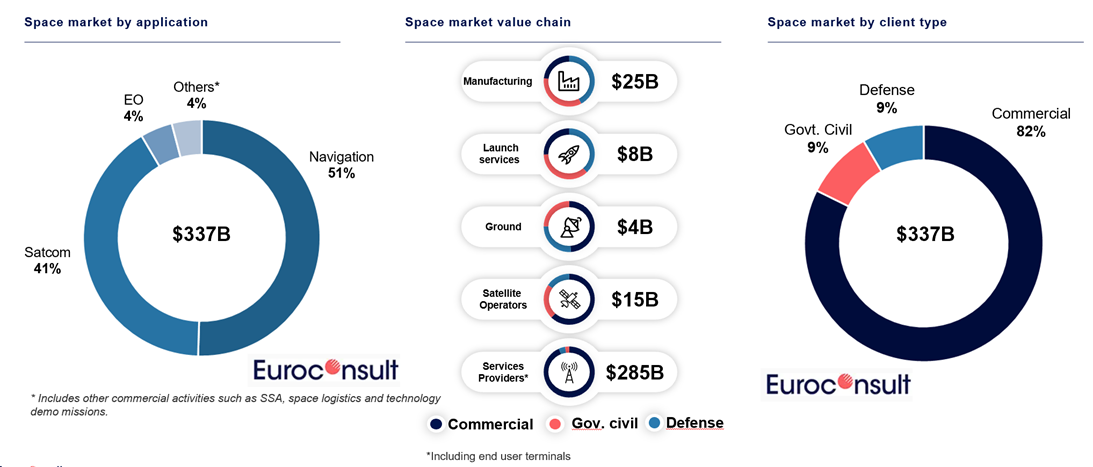 Space market by application
Others*
4%
EO
4%
Navigation
51%
$337B
Satcom
41%
Euroconsult
* Includes other commercial activities such as SSA, space logistics and technology
demo missions.
Space market value chain
Manufacturing
$25B
Launch
services
$8B
Ground
$4B
Satellite
Operators
$15B
Services
Providers*
$285B
Commercial
Gov. civil
Defense
*Including end user terminals
Space market by client type
Defense
9%
Commercial
82%
Govt. Civil
9%
$337B
Euroconsult